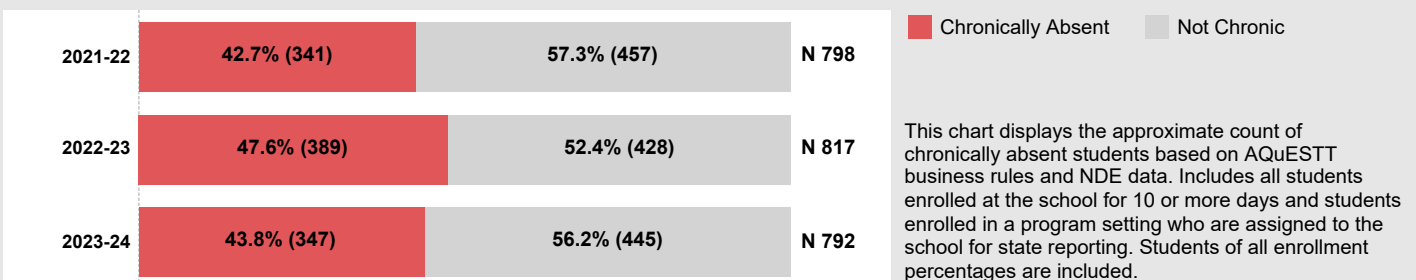 2021-22 42.7% (341) 57.3% (457) N 798
2022-23 47.6% (389) 52.4% (428) N 817
2023-24 43.8% (347) 56.2% (445) N 792
Chronically Absent Not Chronic
This chart displays the approximate count of
chronically absent students based on AQuESTT
business rules and NDE data. Includes all students
enrolled at the school for 10 or more days and students
enrolled in a program setting who are assigned to the
school for state reporting. Students of all enrollment
percentages are included.